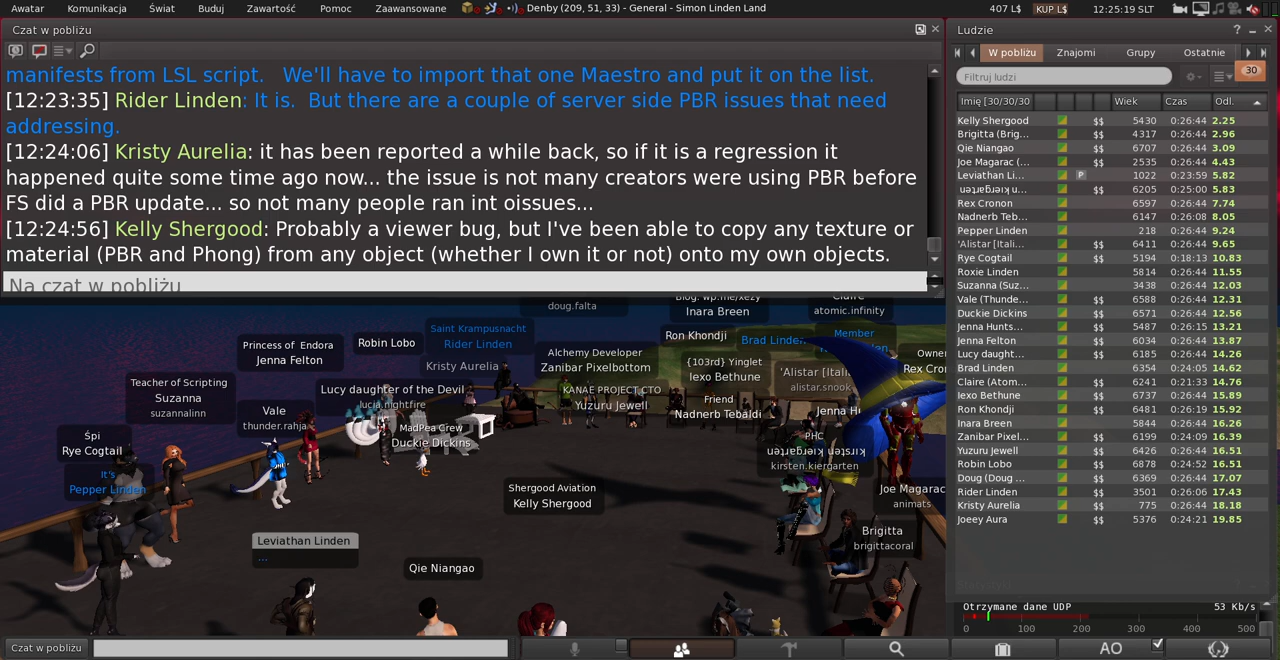 Awatar Komunikacja Świat Buduj Zawartość Pomoc Zaawansowane Denby (209, 51, 33) - General - Simon Linden Land 407 L$ KUP L$ 12:25:19 SLT
Czat w pobliżu
manifests from LSL script. We'll have to import that one Maestro and put it on the list.
[12:23:35] Rider Linden: It is. But there are a couple of server side PBR issues that need
addressing.
[12:24:06] Kristy Aurelia: it has been reported a while back, so if it is a regression it
happened quite some time ago now... the issue is not many creators were using PBR before
FS did a PBR update... so not many people ran int oissues...
[12:24:56] Kelly Shergood: Probably a viewer bug, but I've been able to copy any texture or
material (PBR and Phong) from any object (whether I own it or not) onto my own objects.
Na czat w pobliżu
doug.falta
Inara Breen
atomic.infinity
Princess of Endora
Jenna Felton
Robin Lobo
Saint Krampusnacht
Rider Linden
Kristy Aurelia
Alchemy Developer
Zanibar Pixelbottom
Ron Khondji
Brad Linden
Member
{103rd} Yinglet
Iexo Bethune
'Alistar [Itali
alistar.snook
Owner
Rex Cron
Teacher of Scripting
Suzanna
suzannalinn
Vale
thunder.rahja
Lucy daughter of the Devil
lucia.nightfire
MadPea Crew
Duckie Dickins
KANAE PROJECT CTO
Yuzuru Jewell
Friend
Nadnerb Tebaldi
Jenna H
Śpi
Rye Cogtail
It's
Pepper Linden
PHC
kirsten.kiergarten
Shergood Aviation
Kelly Shergood
Joe Magarac
animats
Brigitta
brigittacoral
Leviathan Linden
...
Qie Niangao
Czat w pobliżu
Ludzie
W pobliżu Znajomi Grupy Ostatnie
Filtruj ludzi
30
Imię [30/30/30 Wiek Czas Odl.
Kelly Shergood $$ 5430 0:26:44 2.25
Brigitta (Brig... $$ 4317 0:26:44 2.96
Qie Niangao $$ 6707 0:26:44 3.09
Joe Magarac (... $$ 2535 0:26:44 4.43
Leviathan Li... P 1022 0:23:59 5.82
$$ 6205 0:25:00 5.83
Rex Cronon 6597 0:26:44 7.74
Nadnerb Teb... 6147 0:26:08 8.05
Pepper Linden 218 0:26:44 9.24
'Alistar [Itali... $$ 6411 0:26:44 9.65
Rye Cogtail $$ 5194 0:18:13 10.83
Roxie Linden 5814 0:26:44 11.55
Suzanna (Suz... 3438 0:26:44 12.03
Vale (Thunde... $$ 6588 0:26:44 12.31
Duckie Dickins $$ 6571 0:26:44 12.56
Jenna Hunts... $$ 5487 0:26:15 13.21
Jenna Felton $$ 6034 0:26:44 13.87
Lucy daught... $$ 6185 0:26:44 14.26
Brad Linden 6354 0:24:05 14.62
Claire (Atom... $$ 6241 0:21:33 14.76
Iexo Bethune $$ 6737 0:26:44 15.89
Ron Khondji $$ 6481 0:26:19 15.92
Inara Breen 5844 0:26:44 16.26
Zanibar Pixel... $$ 6199 0:24:09 16.39
Yuzuru Jewell $$ 6426 0:26:44 16.51
Robin Lobo $$ 6878 0:24:52 16.51
Doug (Doug ... $$ 6369 0:26:44 17.07
Rider Linden 3501 0:26:06 17.43
Kristy Aurelia $$ 775 0:26:44 18.18
Joeey Aura $$ 5376 0:24:21 19.85
Otrzymane dane UDP 53 Kb/s
0 100 200 300 400 500
AO